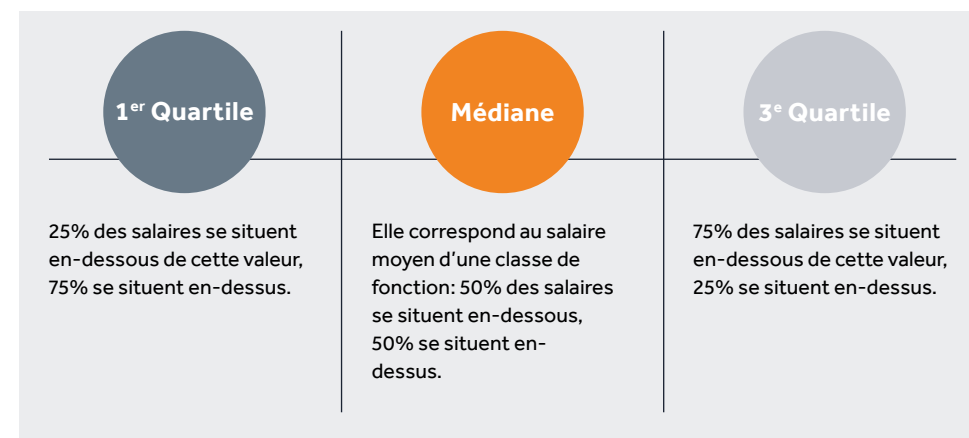 1er Quartile
25% des salaires se situent
en-dessous de cette valeur,
75% se situent en-dessus.
Médiane
Elle correspond au salaire
moyen d'une classe de
fonction: 50% des salaires
se situent en-dessous,
50% se situent en-
dessus.
3e Quartile
75% des salaires se situent
en-dessous de cette valeur,
25% se situent en-dessus.